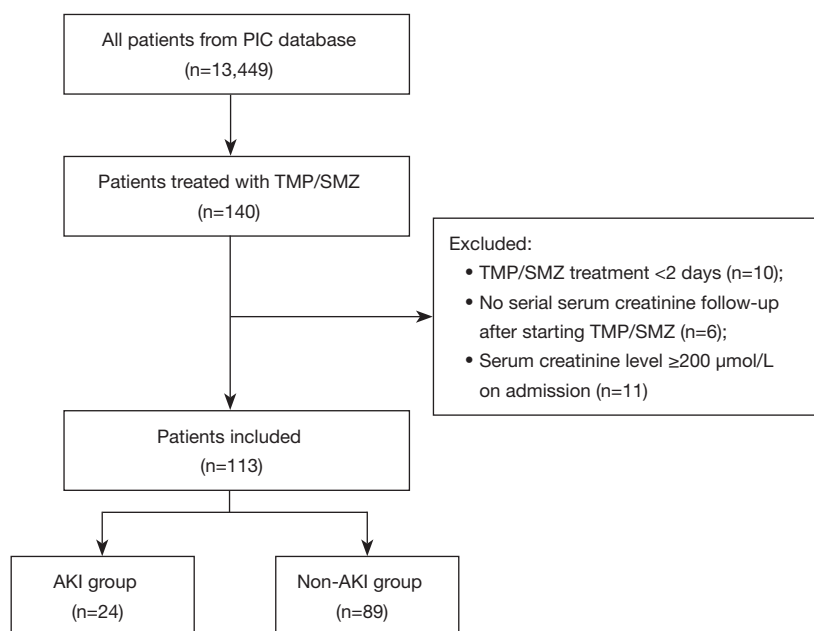 All patients from PIC database
(n=13,449)
Patients treated with TMP/SMZ
(n=140)
Excluded:
• TMP/SMZ treatment <2 days (n=10);
• No serial serum creatinine follow-up
after starting TMP/SMZ (n=6);
• Serum creatinine level ≥200 μmol/L
on admission (n=11)
Patients included
(n=113)
AKI group
(n=24)
Non-AKI group
(n=89)